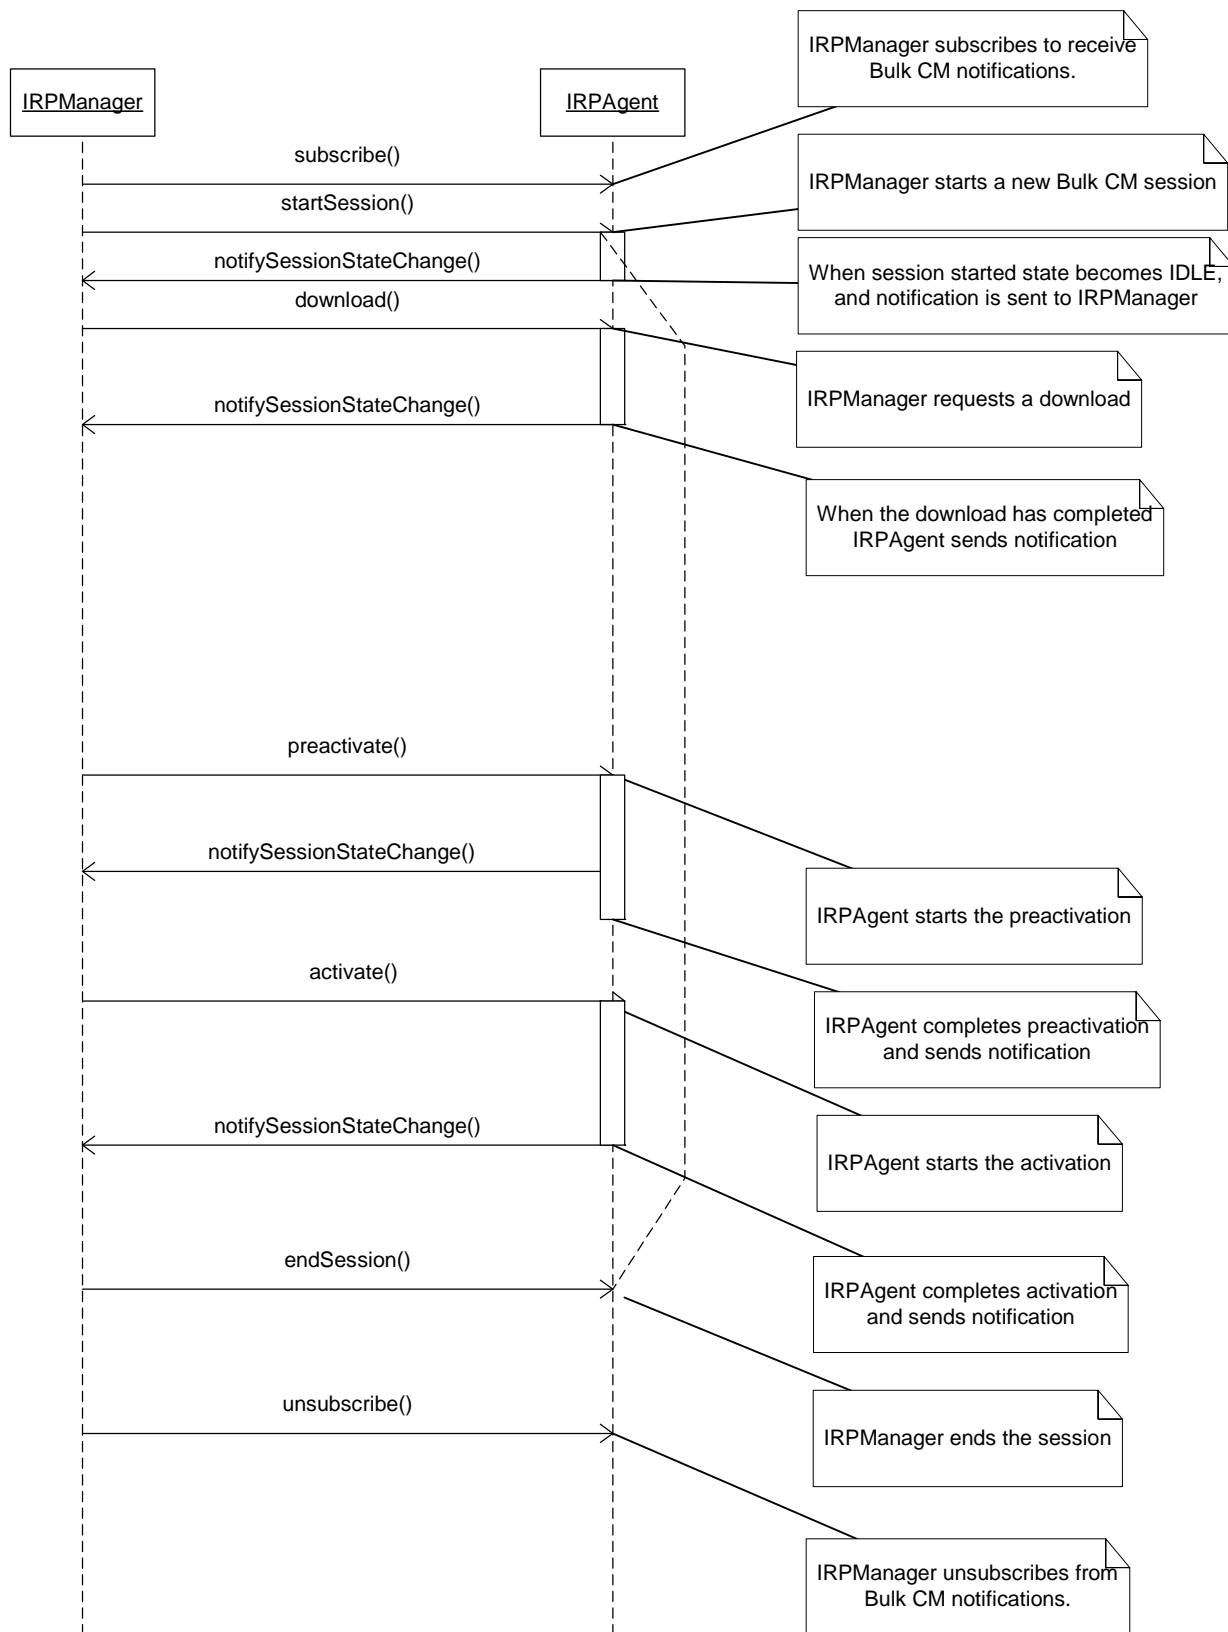 IRPManager subscribes to receive
Bulk CM notifications.
IRPManager
IRPAgent
subscribe()
IRPManager starts a new Bulk CM session
startSession()
notifySessionStateChange()
When session started state becomes IDLE,
and notification is sent to IRPManager
download()
IRPManager requests a download
notifySessionStateChange()
When the download has completed
IRPAgent sends notification
preactivate()
notifySessionStateChange()
IRPAgent starts the preactivation
activate()
IRPAgent completes preactivation
and sends notification
notifySessionStateChange()
IRPAgent starts the activation
endSession()
IRPAgent completes activation
and sends notification
unsubscribe()
IRPManager ends the session
IRPManager unsubscribes from
Bulk CM notifications.